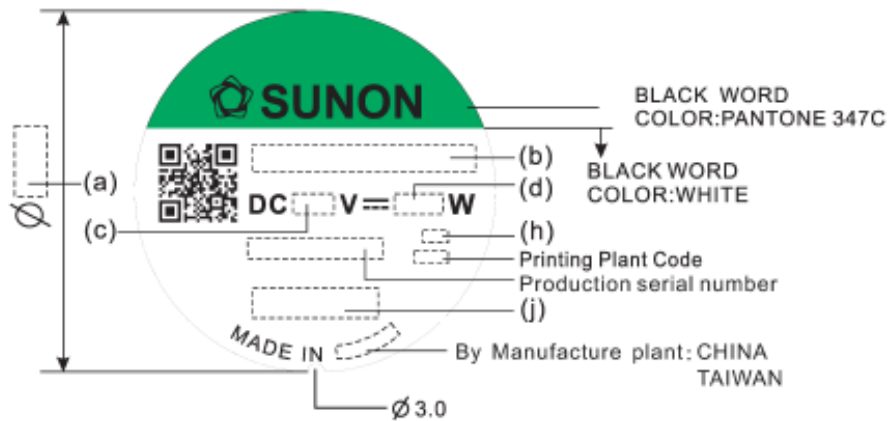 SUNON
BLACK WORD
COLOR:PANTONE 347C
(b)
BLACK WORD
COLOR:WHITE
(a)
Ø
(d)
DC V W
(c)
(h)
Printing Plant Code
Production serial number
(j)
MADE IN
By Manufacture plant: CHINA
TAIWAN
Ø 3.0